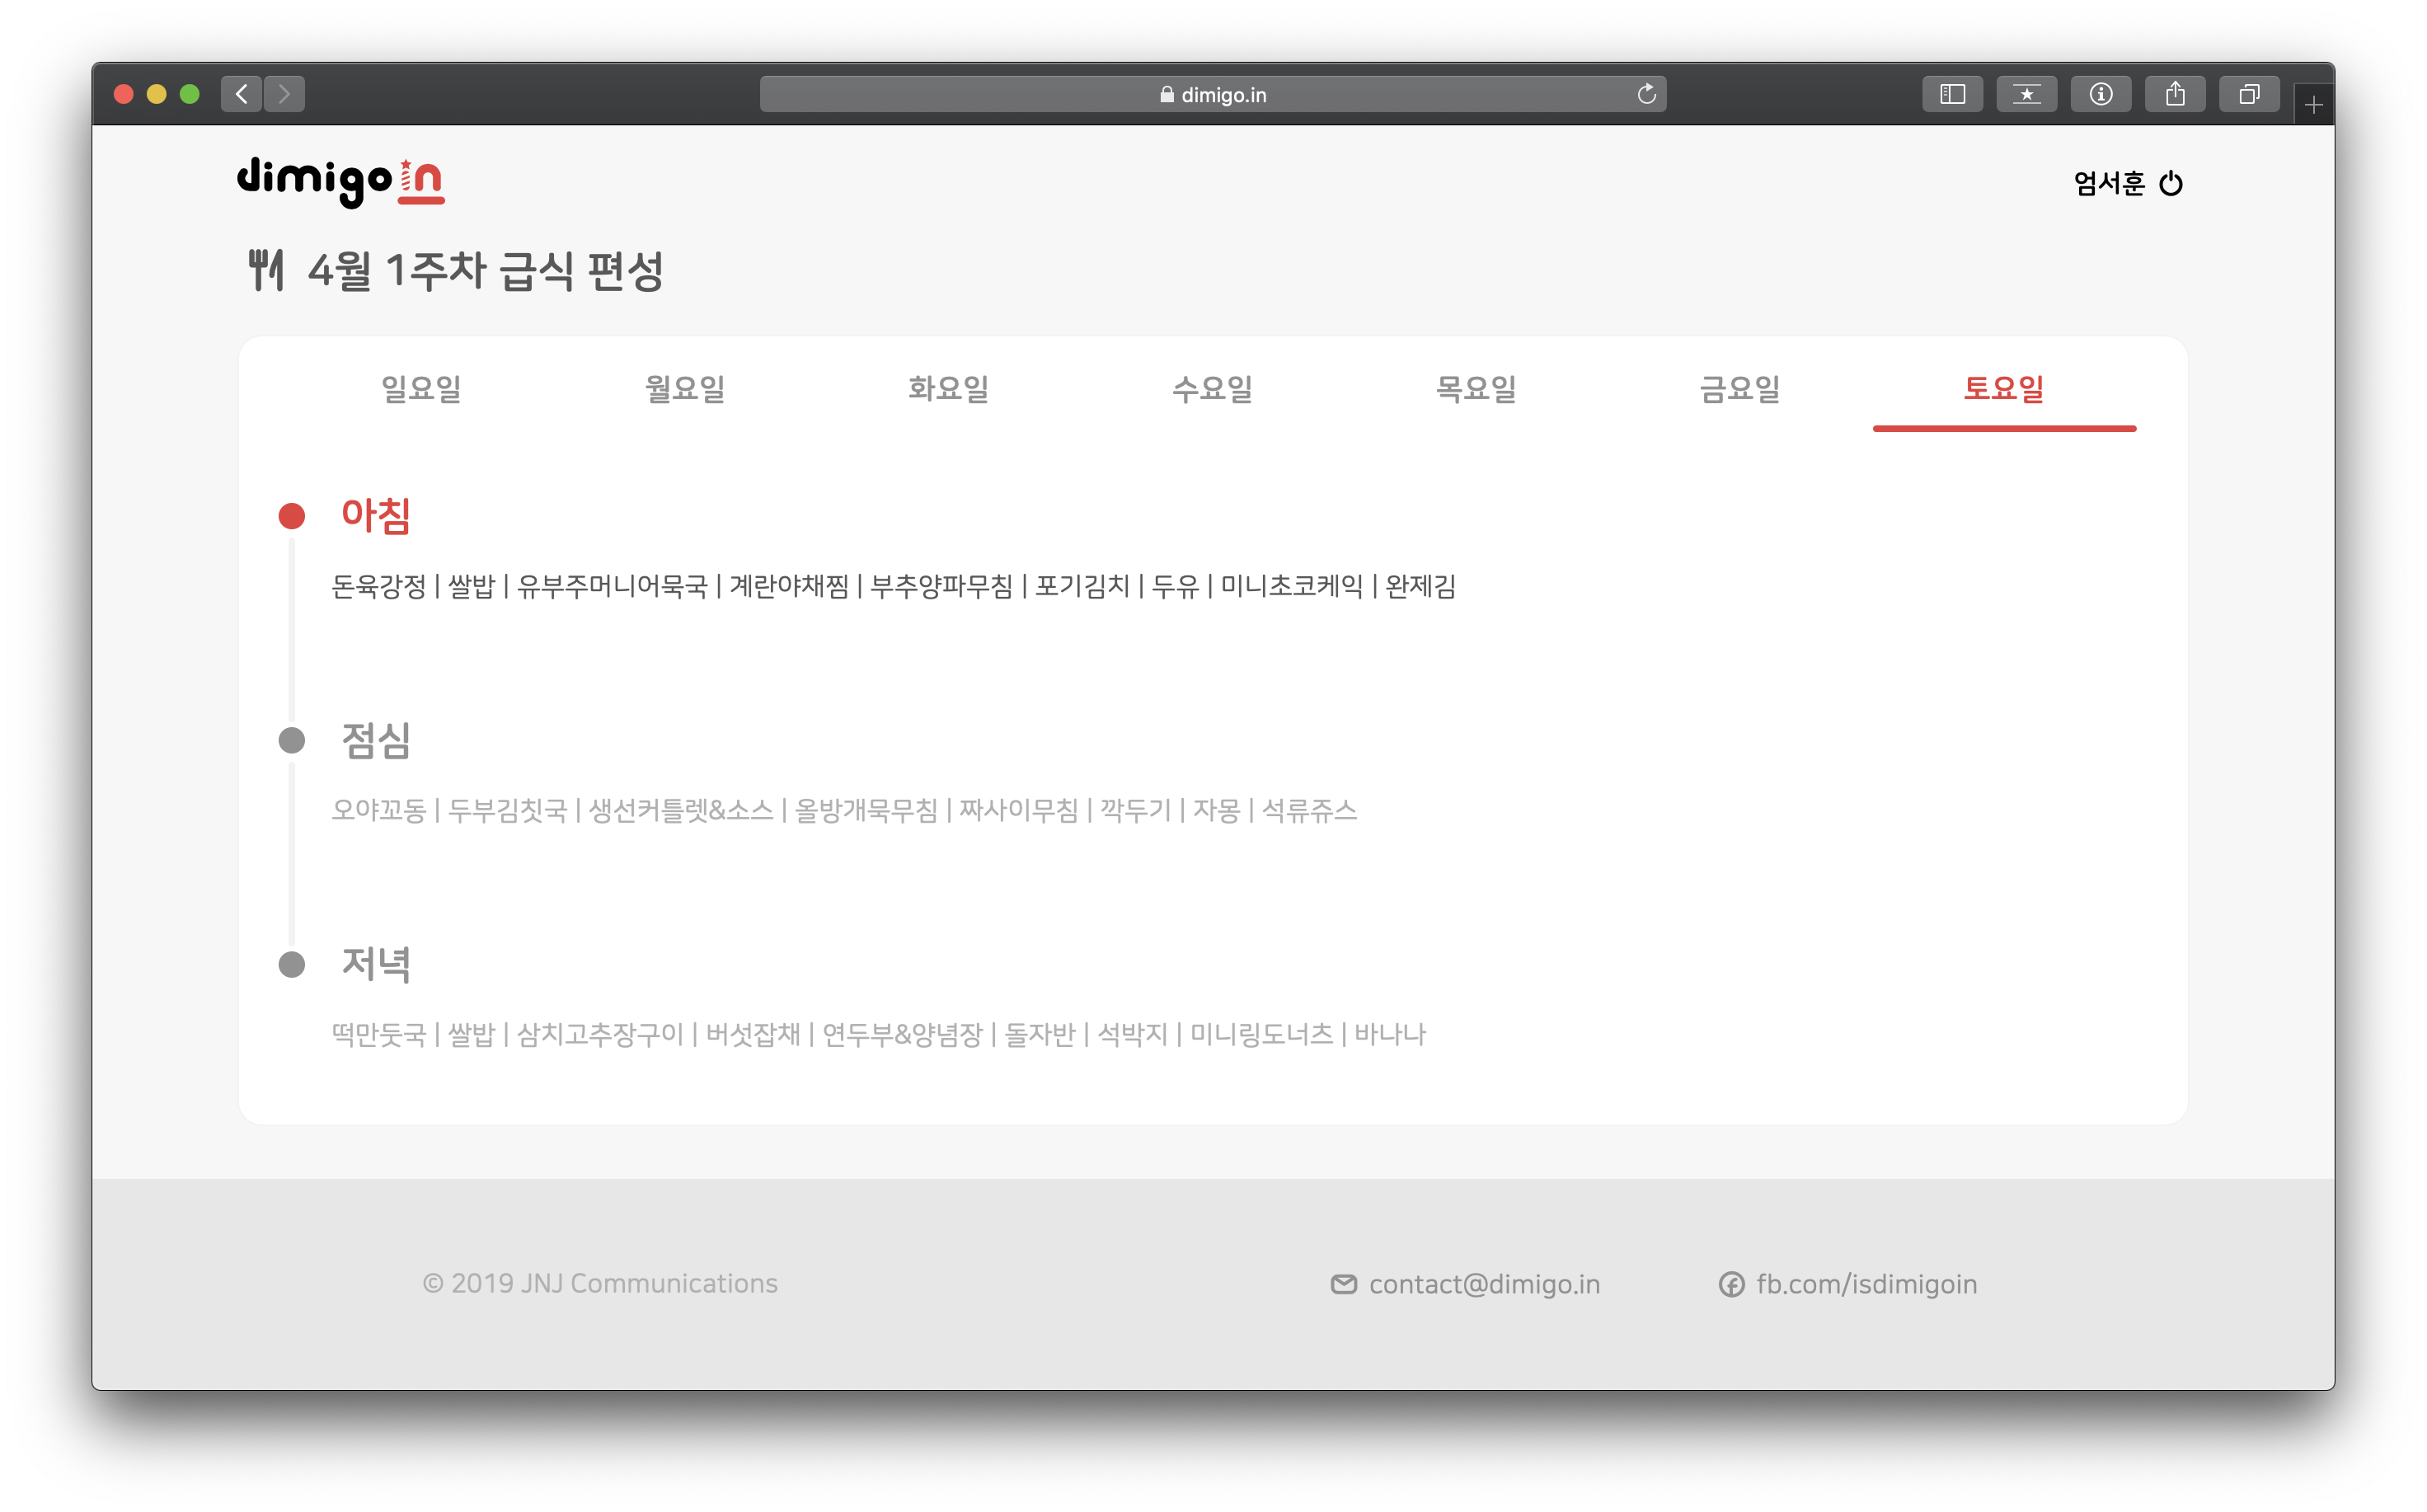 dimigo.in
dimigoin
엄서훈
4월 1주차 급식 편성
일요일 월요일 화요일 수요일 목요일 금요일 토요일
아침
돈육강정 | 쌀밥 | 유부주머니어묵국 | 계란야채찜 | 부추양파무침 | 포기김치 | 두유 | 미니초코케익 | 완제김
점심
오야꼬동 | 두부김칫국 | 생선커틀렛&소스 | 올방개묵무침 | 짜사이무침 | 깍두기 | 자몽 | 석류쥬스
저녁
떡만둣국 | 쌀밥 | 삼치고추장구이 | 버섯잡채 | 연두부&양념장 | 돌자반 | 석박지 | 미니링도너츠 | 바나나
© 2019 JNJ Communications contact@dimigo.in fb.com/isdimigoin